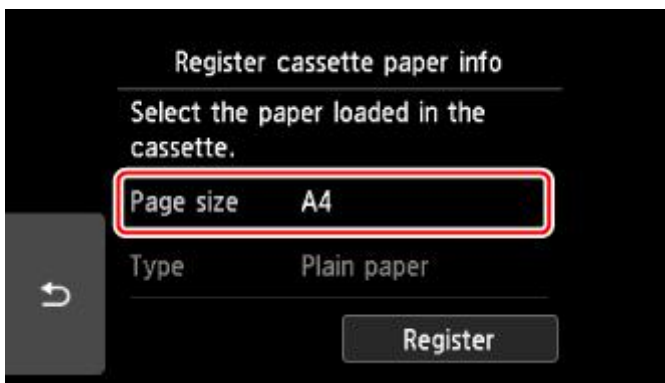 Register cassette paper info
Select the paper loaded in the
cassette.
Page size A4
Type Plain paper
Register